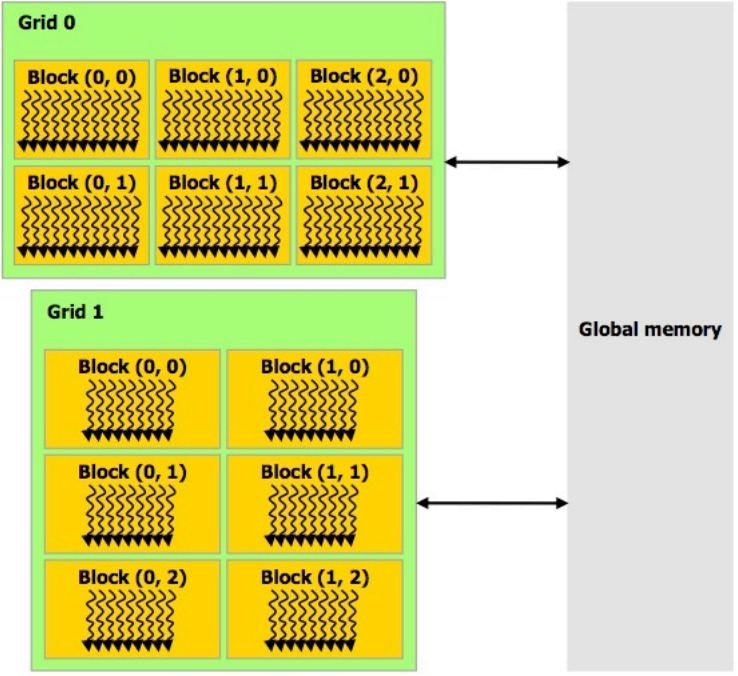 Grid 0
Block (0, 0) Block (1, 0) Block (2, 0)
Block (0, 1) Block (1, 1) Block (2, 1)
Grid 1
Block (0, 0) Block (1, 0)
Block (0, 1) Block (1, 1)
Block (0, 2) Block (1, 2)
Global memory